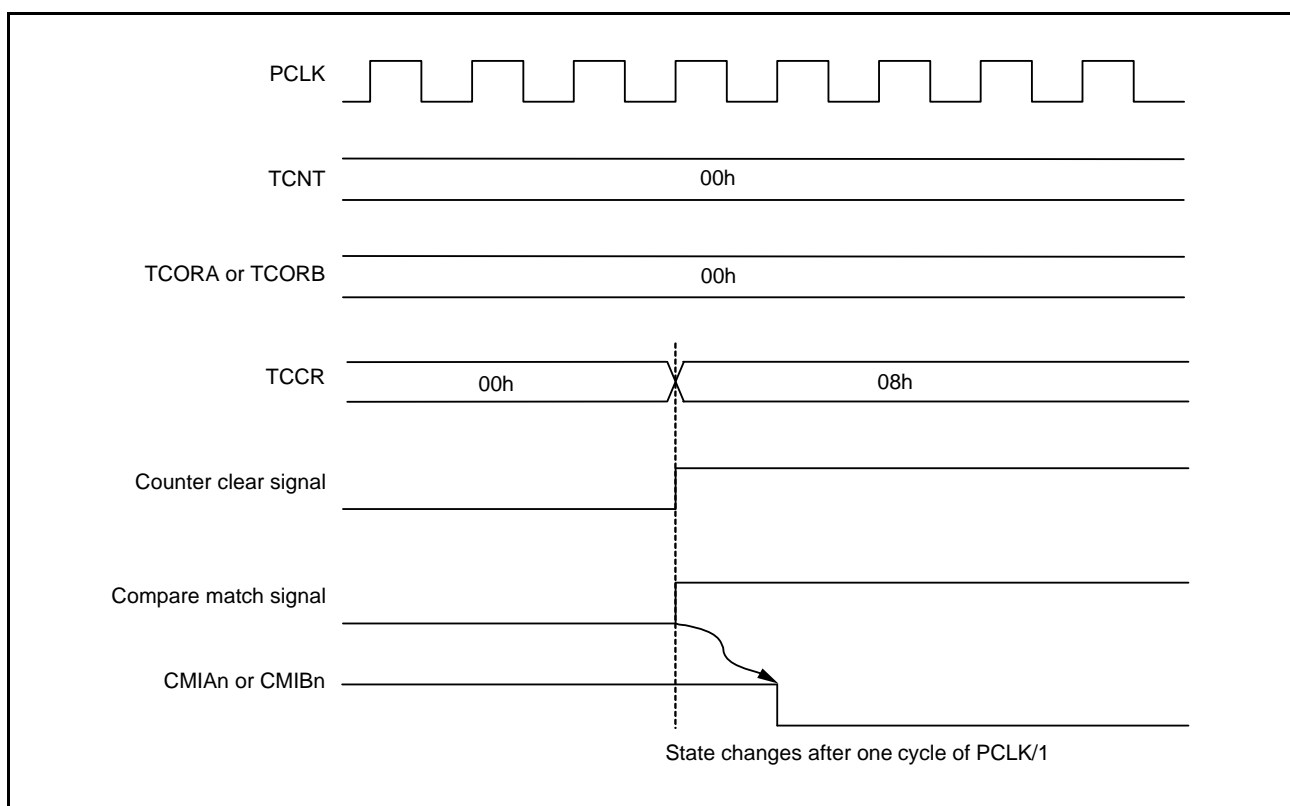 PCLK
TCNT
00h
TCORA or TCORB
00h
TCCR
00h
08h
Counter clear signal
Compare match signal
CMIAn or CMIBn
State changes after one cycle of PCLK/1